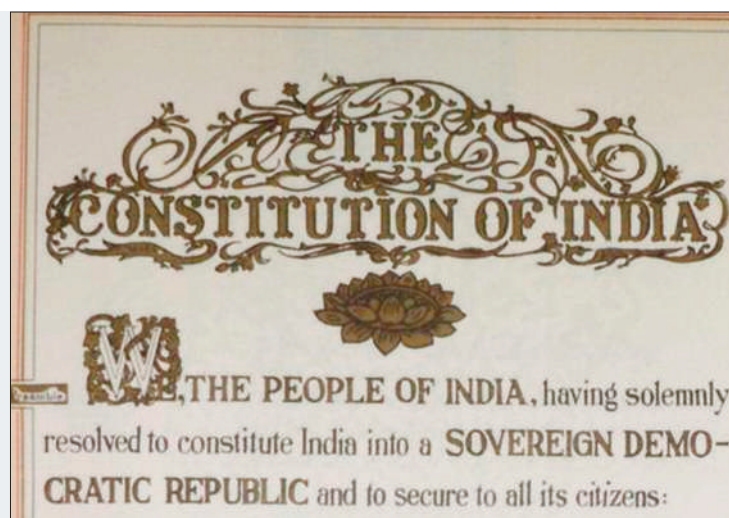 THE
CONSTITUTION OF INDIA
WE, THE PEOPLE OF INDIA, having solemnly
resolved to constitute India into a SOVEREIGN DEMO-
CRATIC REPUBLIC and to secure to all its citizens: